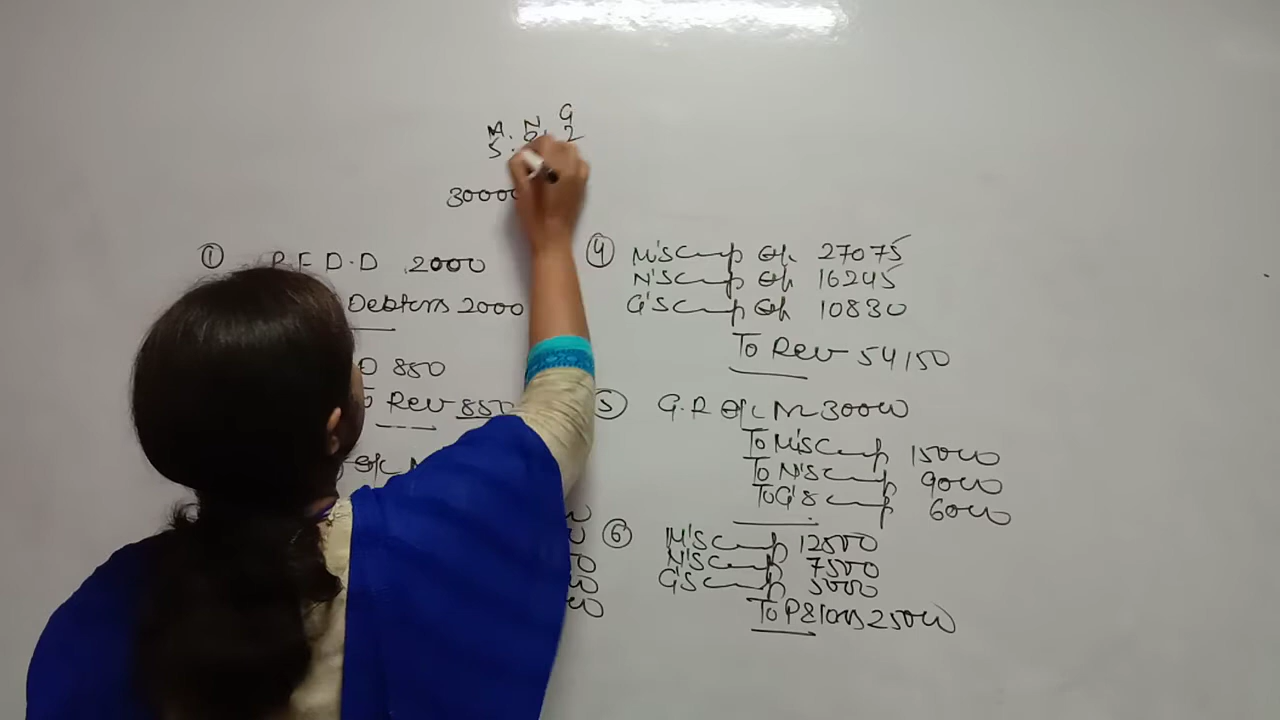 M. N G
5. 2
30000
① P F D.D 2000
Debtors 2000
D 850
To Rev 850
④ M's Cap A/c 27075
N's Cap A/c 16245
G's Cap A/c 10830
To Rev 54150
⑤ G.R A/c Dr 30000
To M's Cap 15000
To N's Cap 9000
To G's Cap 6000
⑥ M's Cap 12500
N's Cap 7500
G's Cap 5000
To P & loss 25000